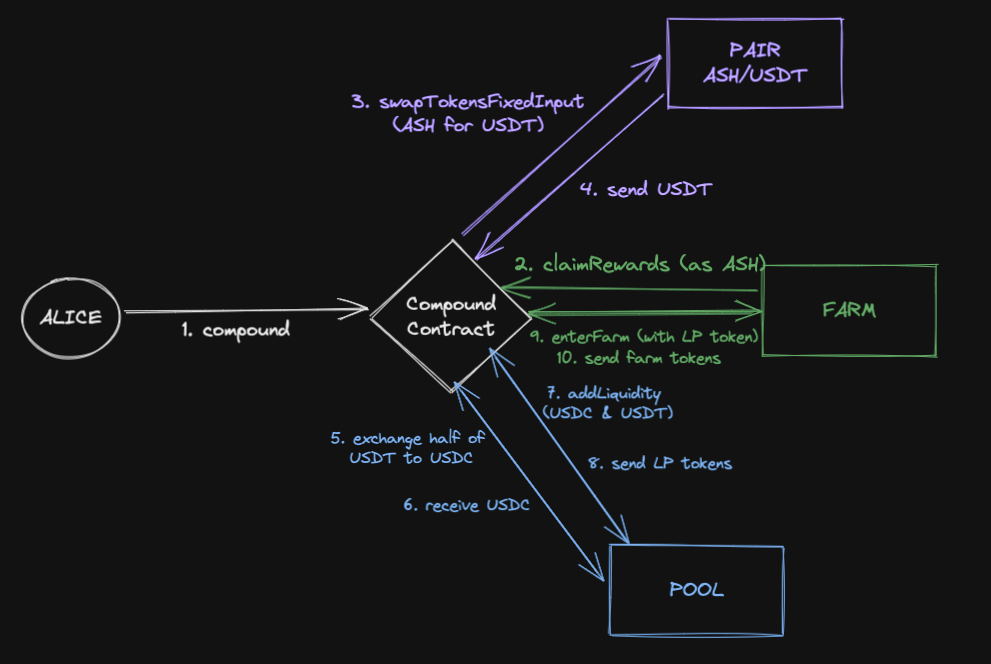 PAIR
ASH/USDT
3. swapTokensFixedInput
(ASH for USDT)
4. send USDT
2. claimRewards (as ASH)
ALICE
1. compound
Compound
Contract
FARM
9. enterFarm (with LP token)
10. send farm tokens
7. addLiquidity
(USDC & USDT)
5. exchange half of
USDT to USDC
8. send LP tokens
6. receive USDC
POOL